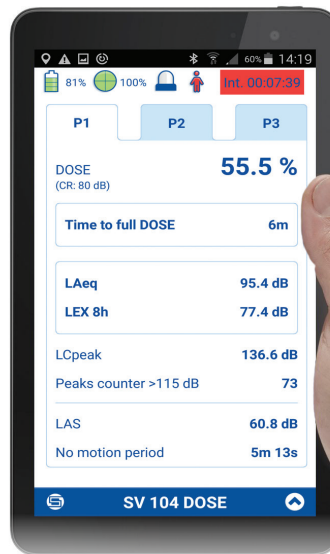 60% 14:19
81% 100% Int. 00:07:39
P1 P2 P3
DOSE 55.5 %
(CR: 80 dB)
Time to full DOSE 6m
LAeq 95.4 dB
LEX 8h 77.4 dB
LCpeak 136.6 dB
Peaks counter >115 dB 73
LAS 60.8 dB
No motion period 5m 13s
SV 104 DOSE